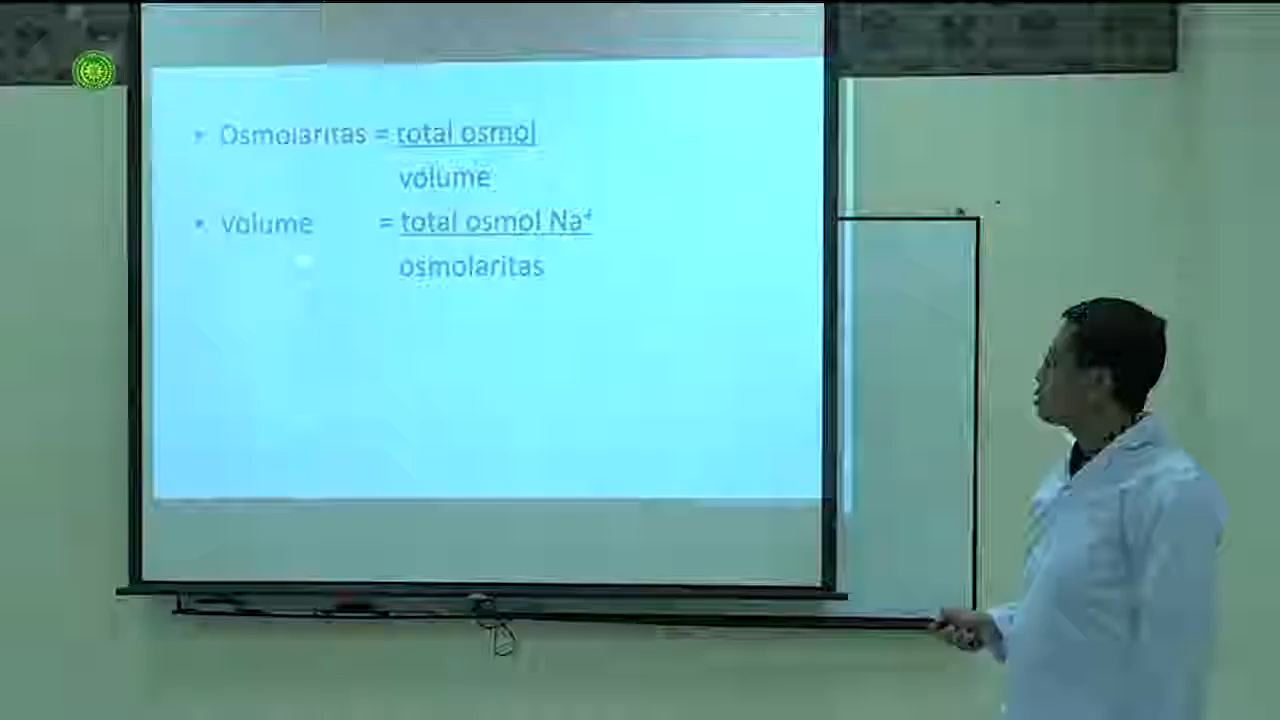 • Osmolaritas = total osmol
volume
• Volume = total osmol Na⁺
osmolaritas